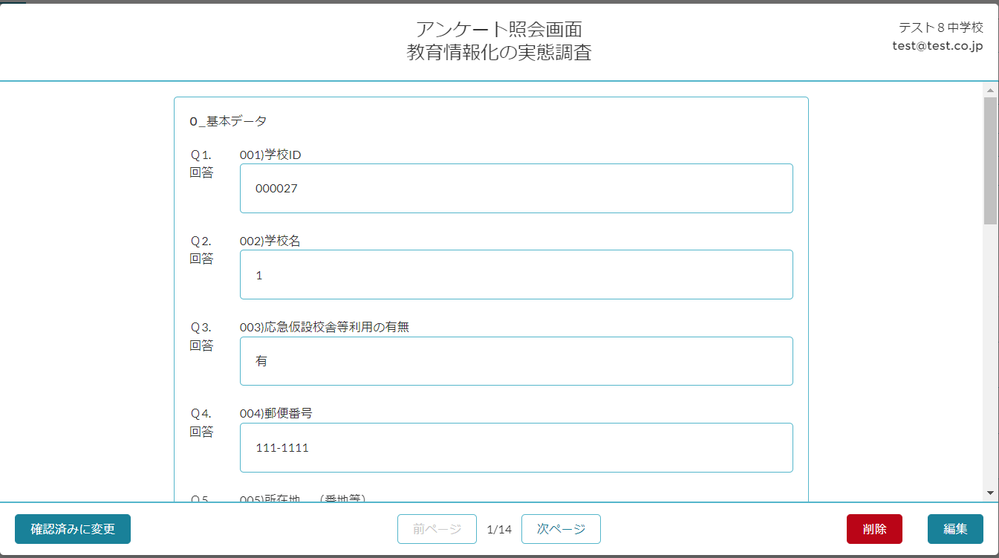 アンケート照会画面
教育情報化の実態調査
テスト８中学校
test@test.co.jp
0_基本データ
Ｑ1. 001)学校ID
回答
000027
Ｑ2. 002)学校名
回答
1
Ｑ3. 003)応急仮設校舎等利用の有無
回答
有
Ｑ4. 004)郵便番号
回答
111-1111
Ｑ5. 005)所在地 （番地等）
確認済みに変更
前ページ 1/14 次ページ
削除 編集